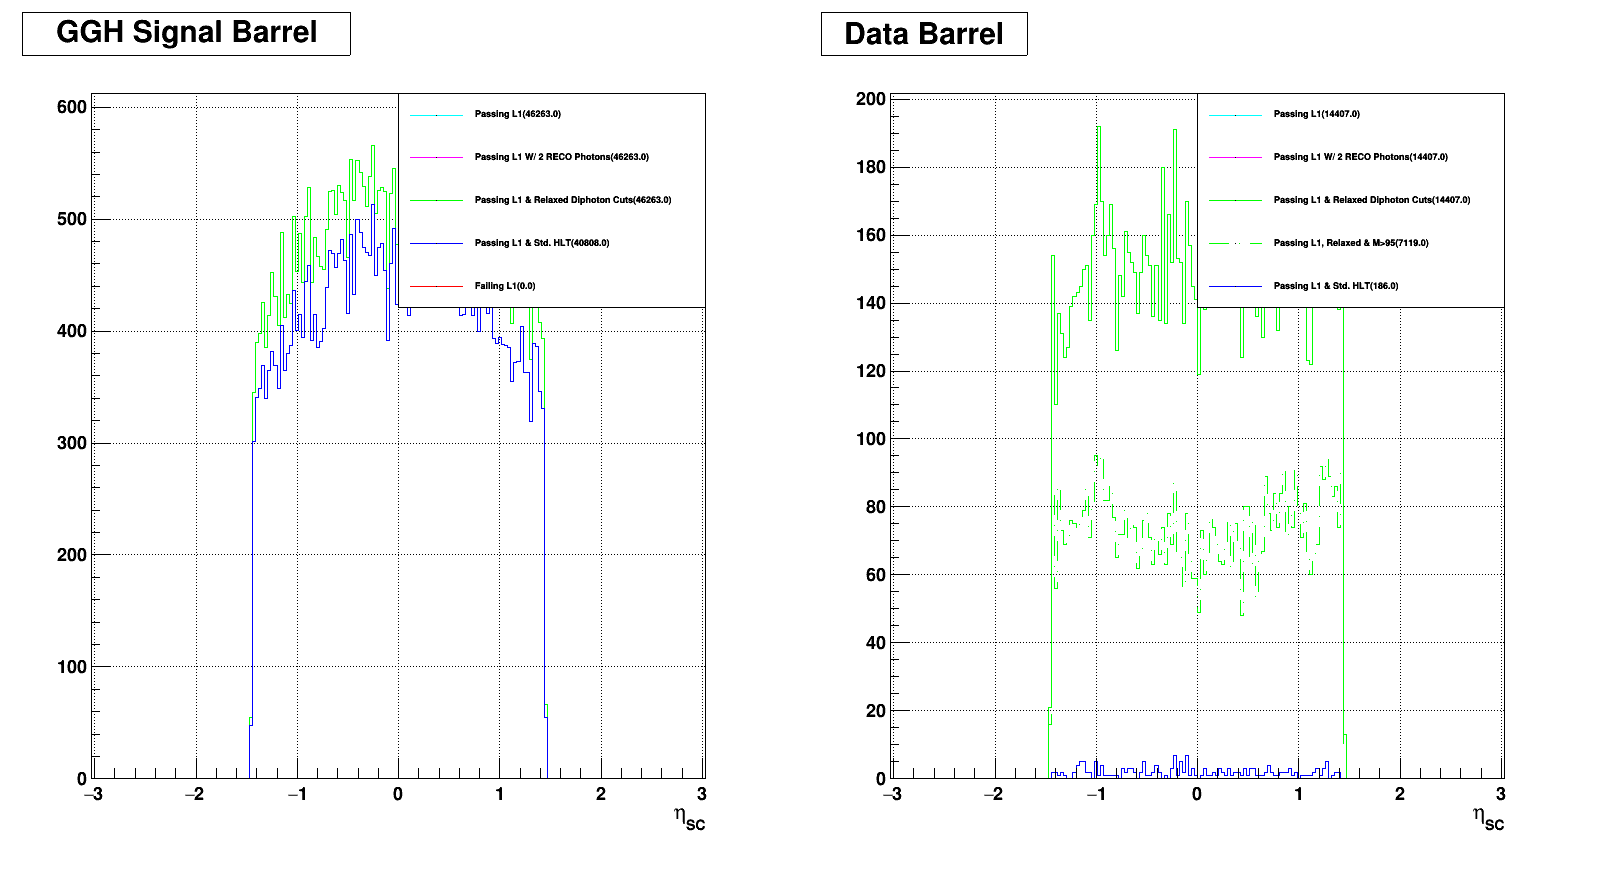 GGH Signal Barrel
600
500
400
300
200
100
0
Passing L1(46263.0)
Passing L1 W/ 2 RECO Photons(46263.0)
Passing L1 & Relaxed Diphoton Cuts(46263.0)
Passing L1 & Std. HLT(40808.0)
Failing L1(0.0)
−3 −2 −1 0 1 2 3
ηSC
Data Barrel
200
180
160
140
120
100
80
60
40
20
0
Passing L1(14407.0)
Passing L1 W/ 2 RECO Photons(14407.0)
Passing L1 & Relaxed Diphoton Cuts(14407.0)
Passing L1, Relaxed & M>95(7119.0)
Passing L1 & Std. HLT(186.0)
−3 −2 −1 0 1 2 3
ηSC